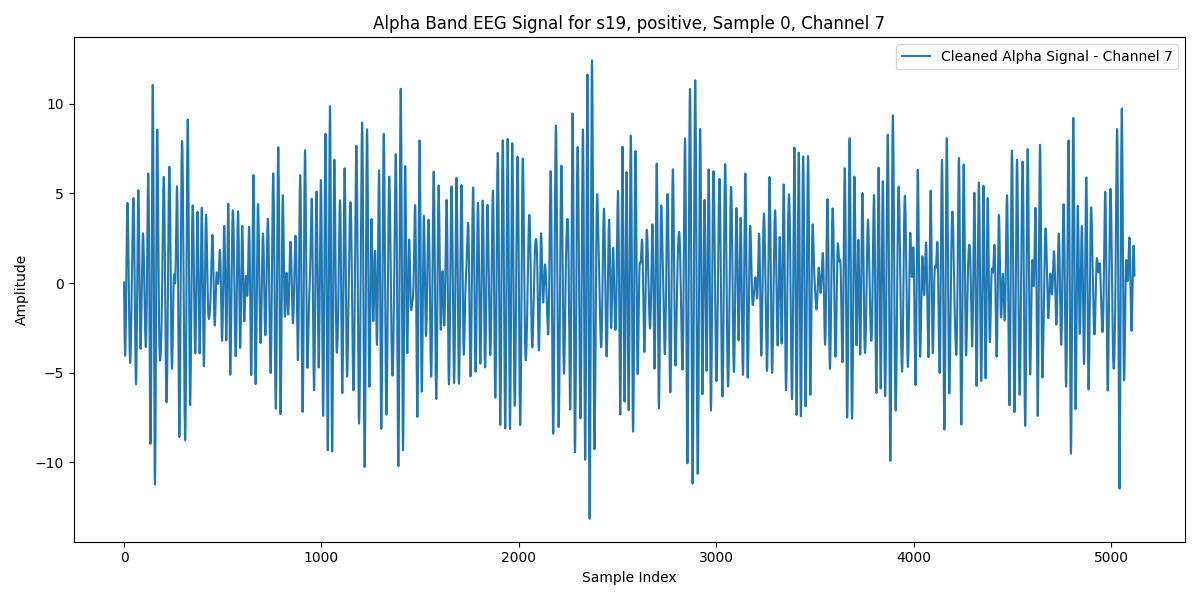 Alpha Band EEG Signal for s19, positive, Sample 0, Channel 7
Cleaned Alpha Signal - Channel 7
Amplitude
10
5
0
−5
−10
0 1000 2000 3000 4000 5000
Sample Index